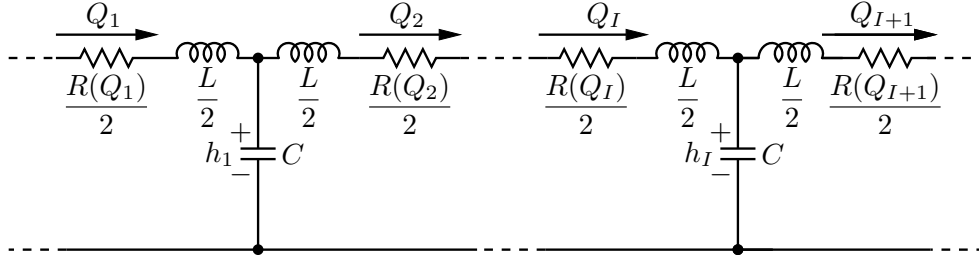 Q_1 Q_2 Q_I Q_{I+1}
R(Q_1)/2 L/2 L/2 R(Q_2)/2 R(Q_I)/2 L/2 L/2 R(Q_{I+1})/2
+ +
h_1 C h_I C
− −